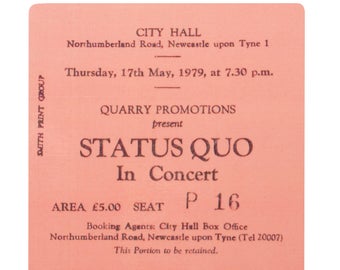 CITY HALL
Northumberland Road, Newcastle upon Tyne 1
Thursday, 17th May, 1979, at 7.30 p.m.
QUARRY PROMOTIONS
present
STATUS QUO
In Concert
AREA £5.00 SEAT P 16
Booking Agents: City Hall Box Office
Northumberland Road, Newcastle upon Tyne (Tel 20007)
This Portion to be retained.
SMITH PRINT GROUP